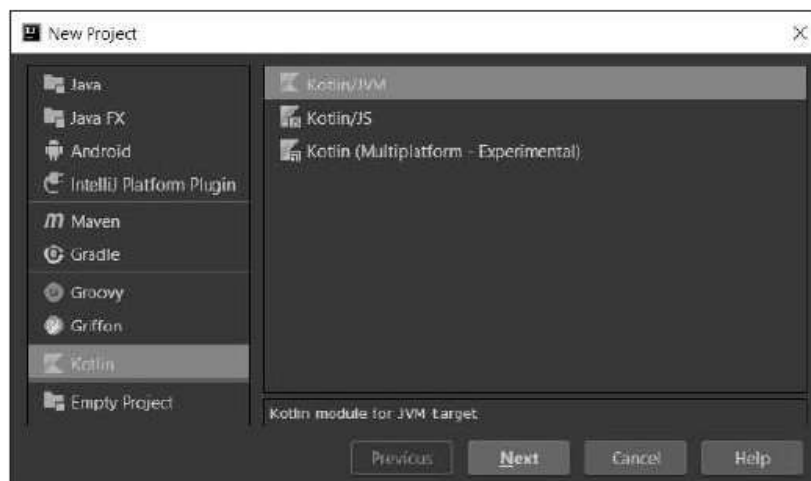 New Project
Java
Java FX
Android
IntelliJ Platform Plugin
Maven
Gradle
Groovy
Griffon
Kotlin
Empty Project
Kotlin/JVM
Kotlin/JS
Kotlin (Multiplatform - Experimental)
Kotlin module for JVM target
Previous
Next
Cancel
Help